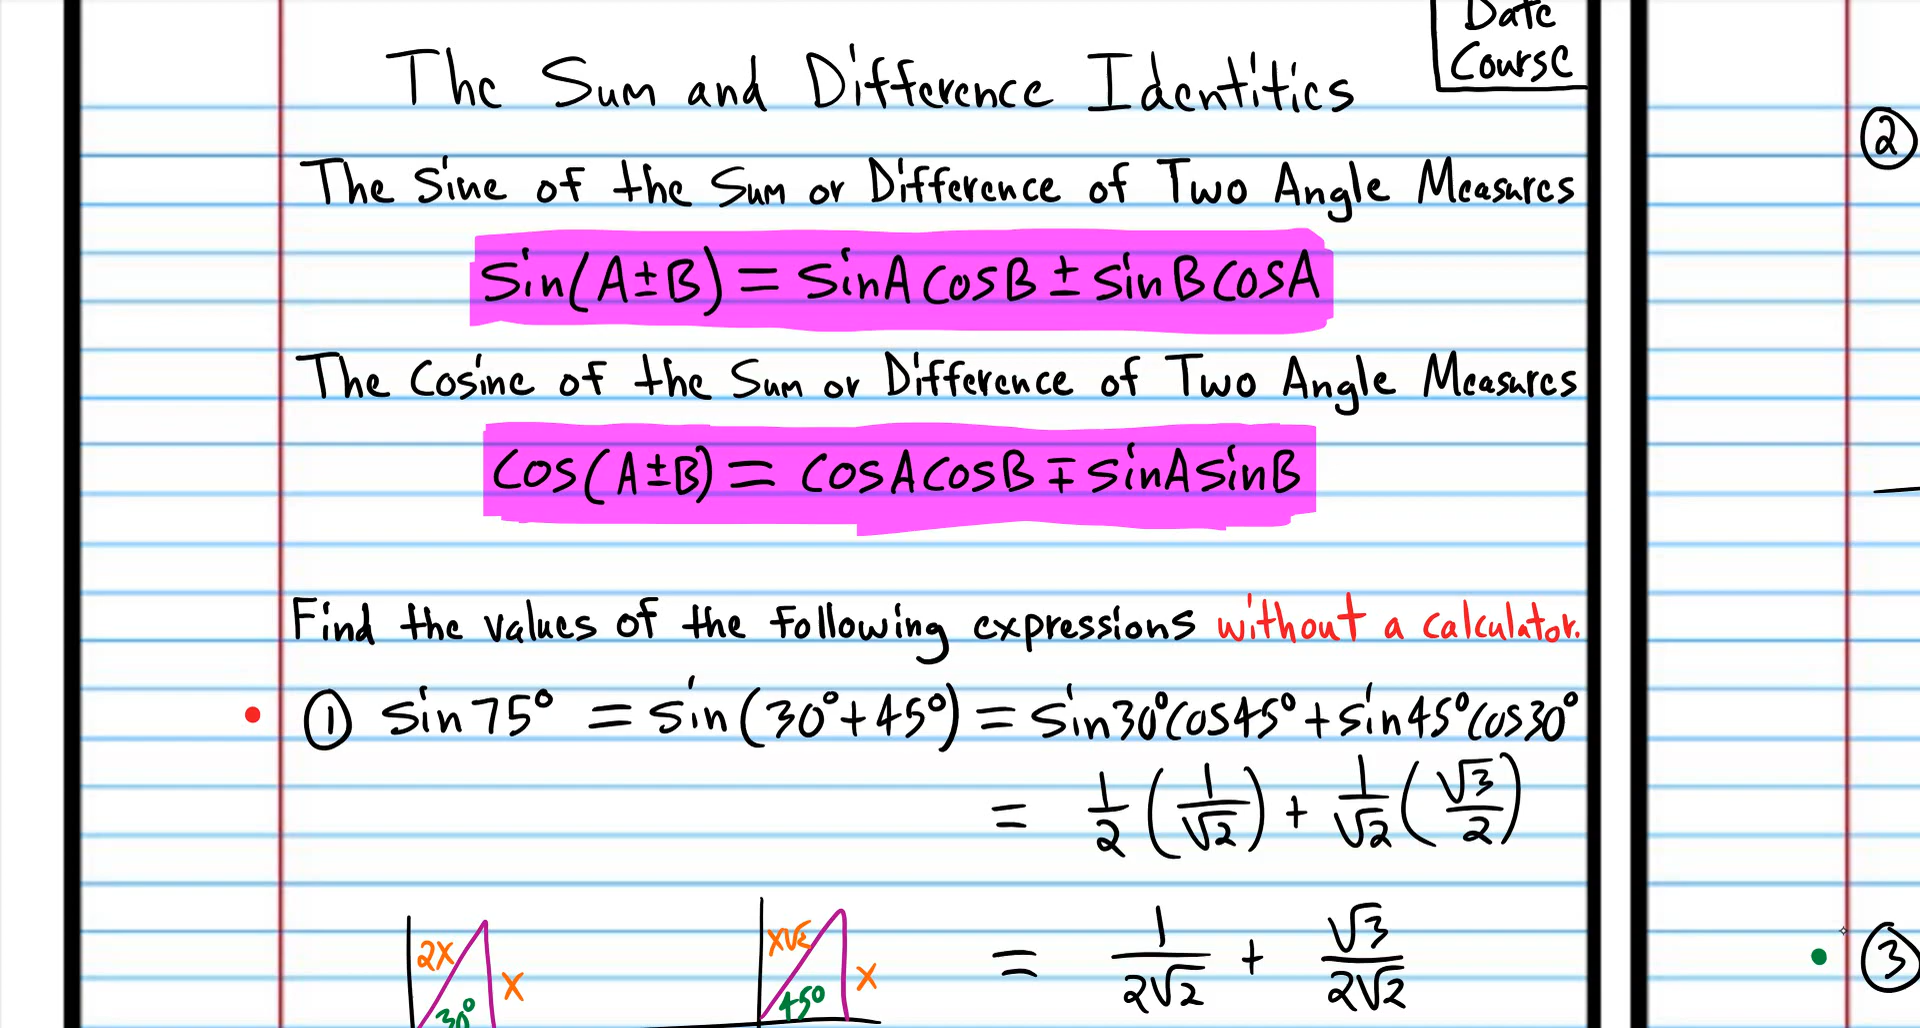 Date
Course
The Sum and Difference Identities
The Sine of the Sum or Difference of Two Angle Measures
sin(A±B) = sinA cosB ± sinB cosA
The Cosine of the Sum or Difference of Two Angle Measures
cos(A±B) = cosA cosB ∓ sinA sinB
Find the values of the following expressions without a calculator.
① sin75° = sin(30°+45°) = sin30°cos45° + sin45°cos30°
= 1/2 (1/√2) + 1/√2 (√3/2)
= 1/(2√2) + √3/(2√2)
2x
x
30°
x√2
x
45°
②
③